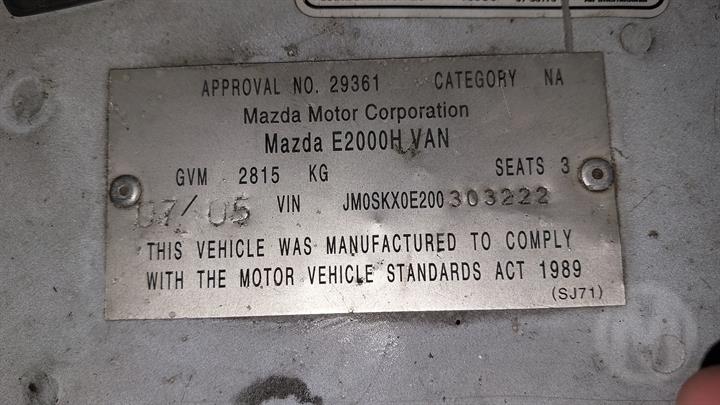 APPROVAL NO. 29361 CATEGORY NA
Mazda Motor Corporation
Mazda E2000H VAN
GVM 2815 KG SEATS 3
07/05 VIN JM0SKX0E200303222
THIS VEHICLE WAS MANUFACTURED TO COMPLY
WITH THE MOTOR VEHICLE STANDARDS ACT 1989
(SJ71)